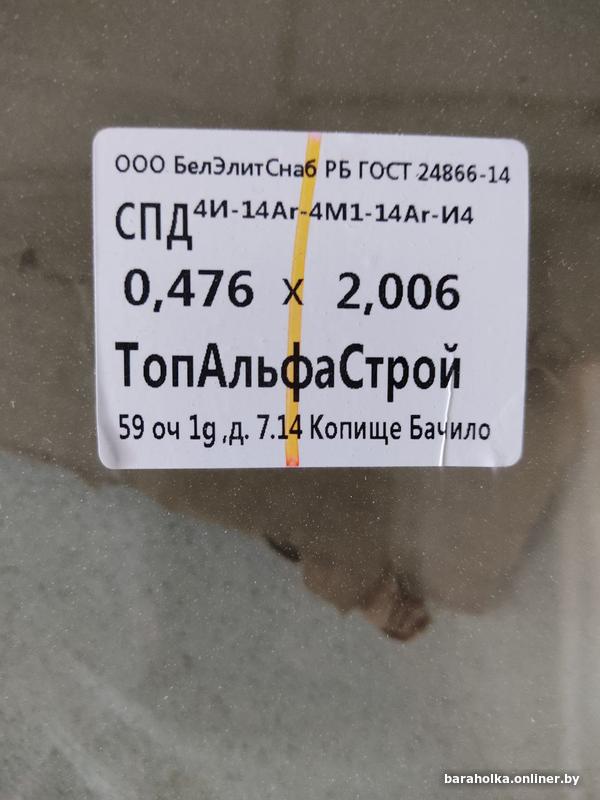 ООО БелЭлитСнаб РБ ГОСТ 24866-14
СПД 4И-14Ar-4М1-14Ar-И4
0,476 х 2,006
ТопАльфаСтрой
59 оч 1g ,д. 7.14 Копище Бачило
baraholka.onliner.by